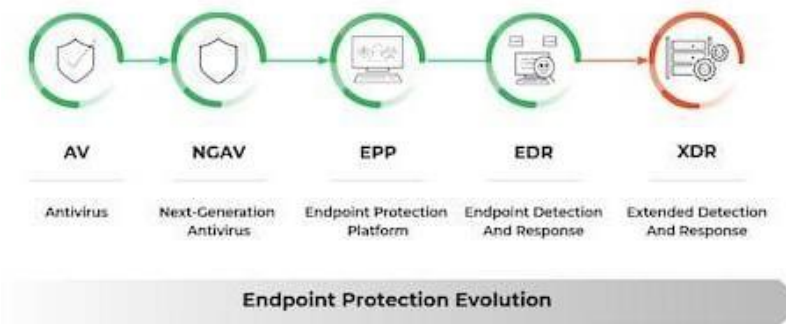 AV
NGAV
EPP
EDR
XDR
Antivirus
Next-Generation
Antivirus
Endpoint Protection
Platform
Endpoint Detection
And Response
Extended Detection
And Response
Endpoint Protection Evolution